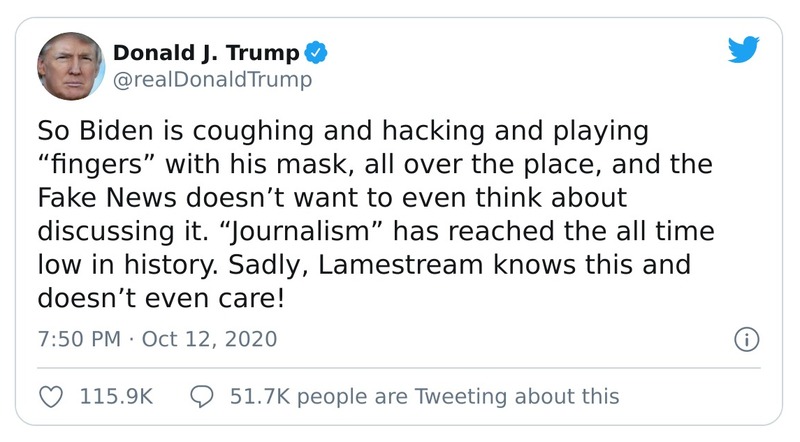 Donald J. Trump
@realDonaldTrump
So Biden is coughing and hacking and playing
“fingers” with his mask, all over the place, and the
Fake News doesn’t want to even think about
discussing it. “Journalism” has reached the all time
low in history. Sadly, Lamestream knows this and
doesn’t even care!
7:50 PM · Oct 12, 2020
115.9K 51.7K people are Tweeting about this